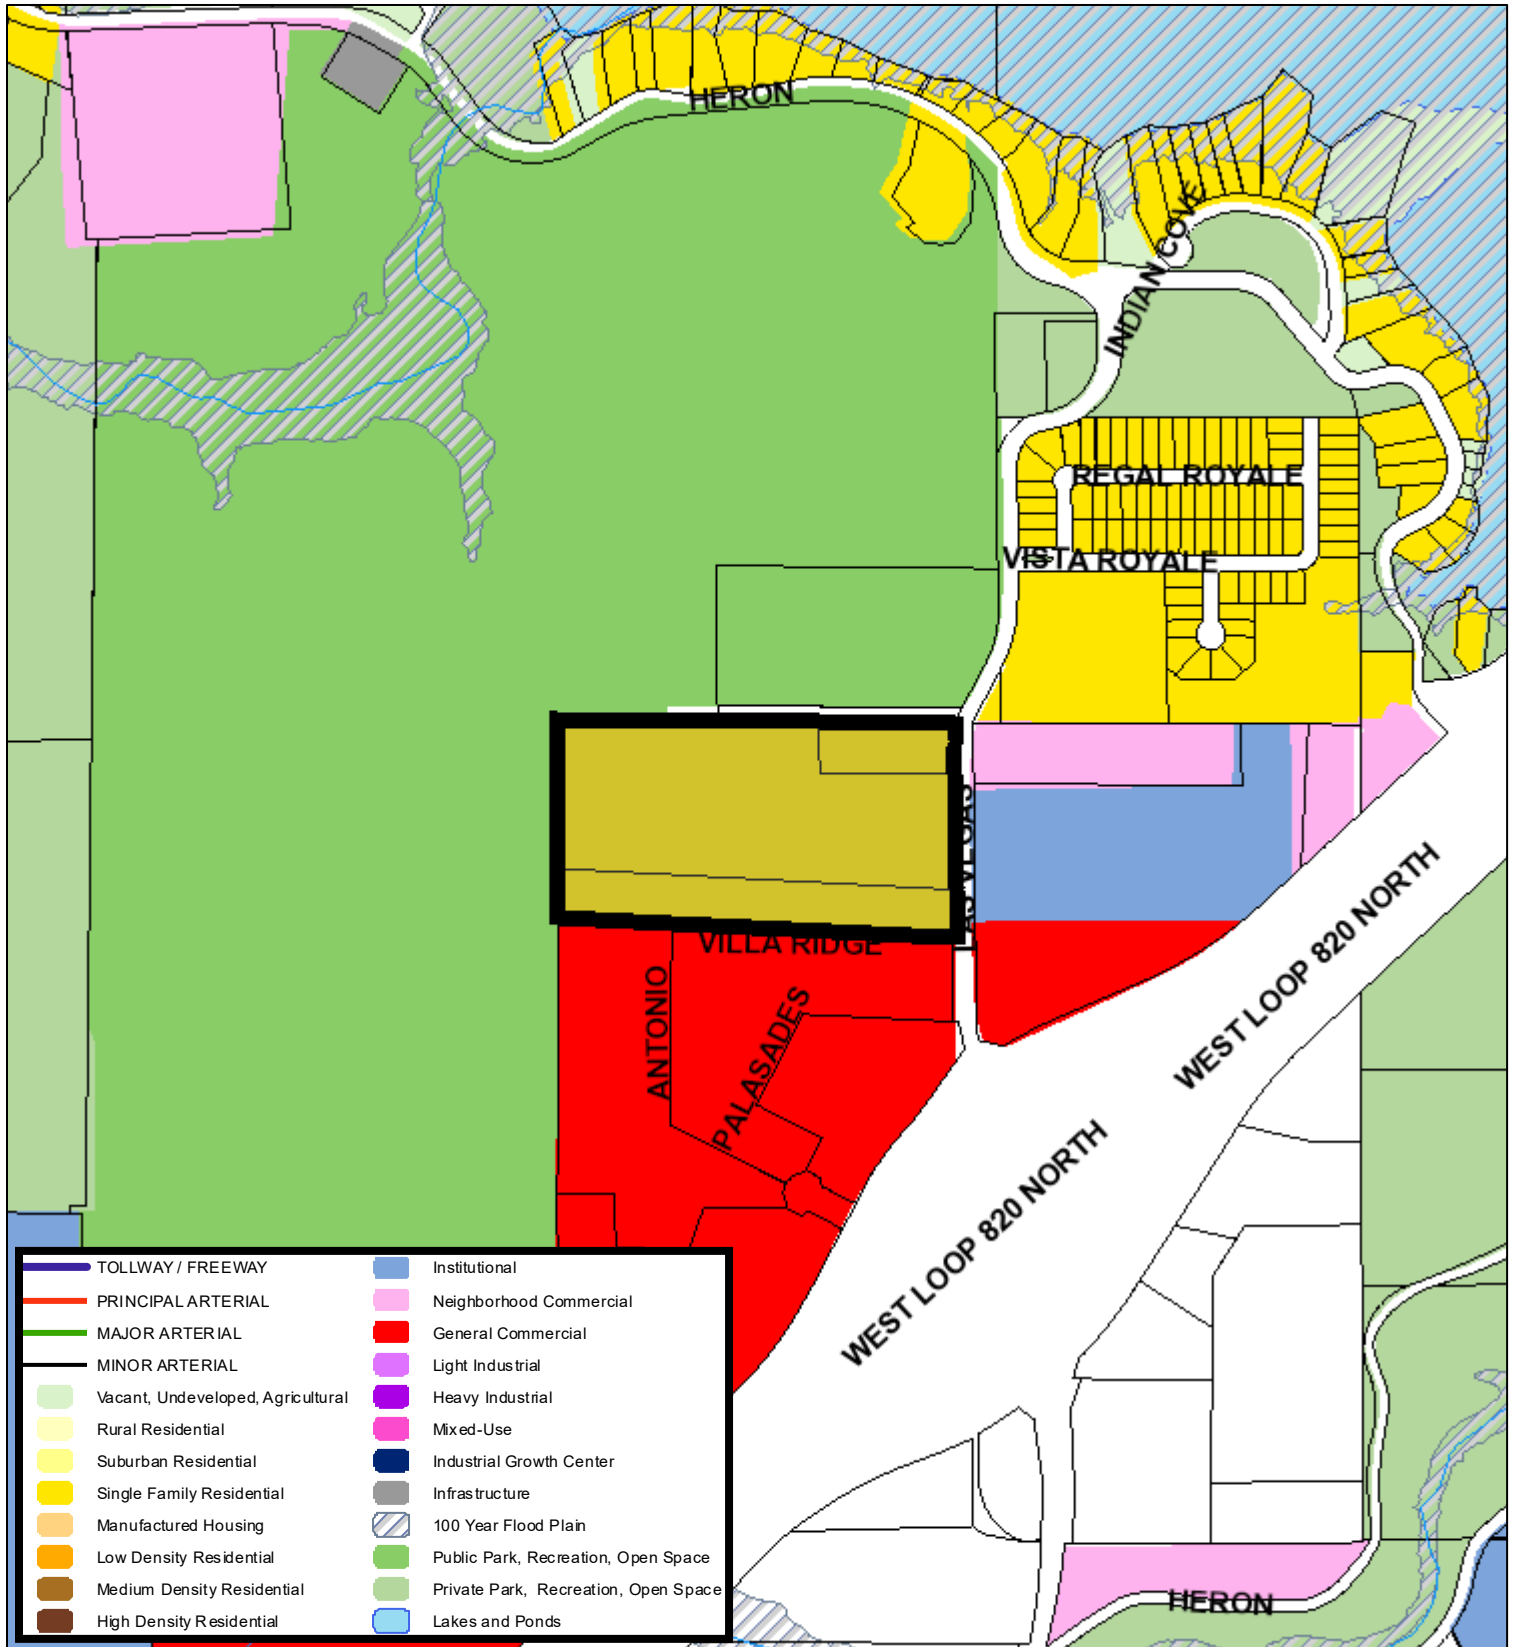 HERON
INDIAN COVE
REGAL ROYALE
VISTA ROYALE
LAS VEGAS
VILLA RIDGE
ANTONIO
PALASADES
WEST LOOP 820 NORTH
WEST LOOP 820 NORTH
HERON
TOLLWAY / FREEWAY
PRINCIPAL ARTERIAL
MAJOR ARTERIAL
MINOR ARTERIAL
Vacant, Undeveloped, Agricultural
Rural Residential
Suburban Residential
Single Family Residential
Manufactured Housing
Low Density Residential
Medium Density Residential
High Density Residential
Institutional
Neighborhood Commercial
General Commercial
Light Industrial
Heavy Industrial
Mixed-Use
Industrial Growth Center
Infrastructure
100 Year Flood Plain
Public Park, Recreation, Open Space
Private Park, Recreation, Open Space
Lakes and Ponds